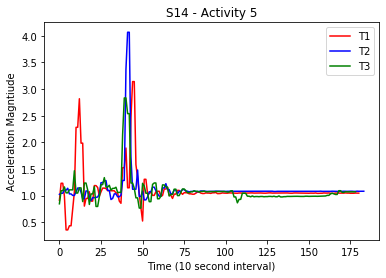 S14 - Activity 5
Acceleration Magntiude
4.0
3.5
3.0
2.5
2.0
1.5
1.0
0.5
T1
T2
T3
0 25 50 75 100 125 150 175
Time (10 second interval)